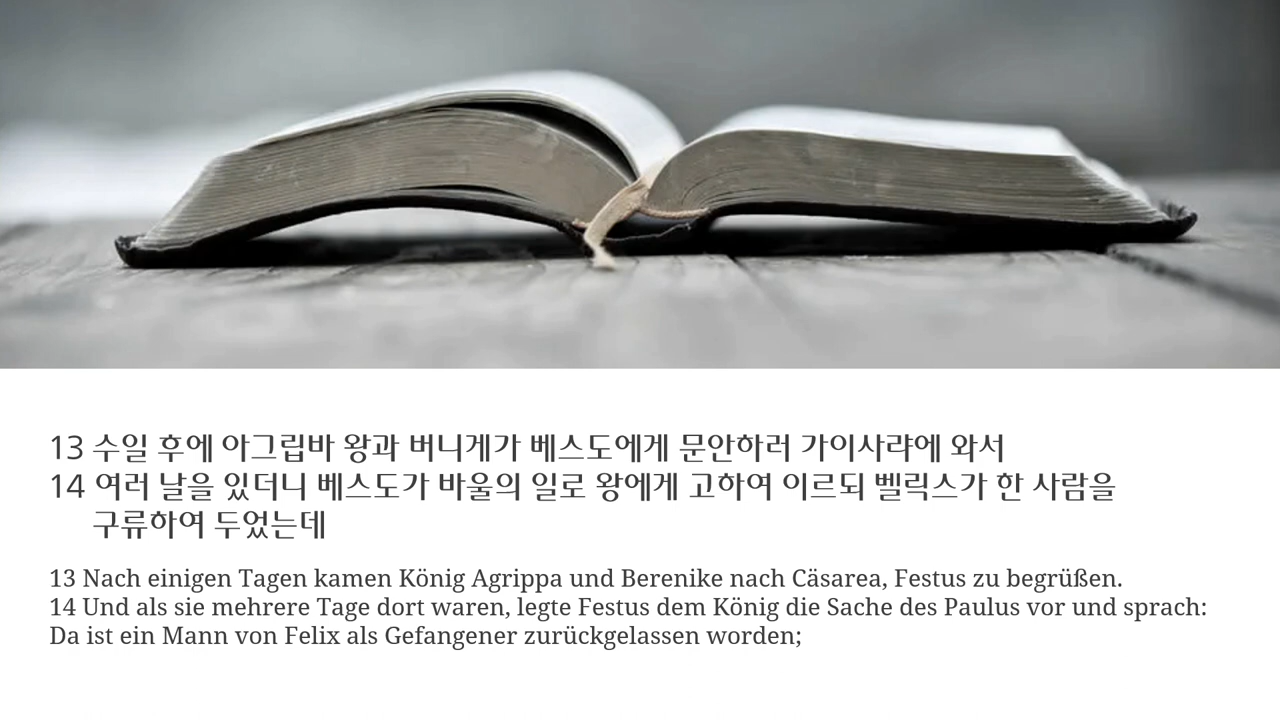 13 수일 후에 아그립바 왕과 버니게가 베스도에게 문안하러 가이사랴에 와서
14 여러 날을 있더니 베스도가 바울의 일로 왕에게 고하여 이르되 벨릭스가 한 사람을
구류하여 두었는데
13 Nach einigen Tagen kamen König Agrippa und Berenike nach Cäsarea, Festus zu begrüßen.
14 Und als sie mehrere Tage dort waren, legte Festus dem König die Sache des Paulus vor und sprach:
Da ist ein Mann von Felix als Gefangener zurückgelassen worden;